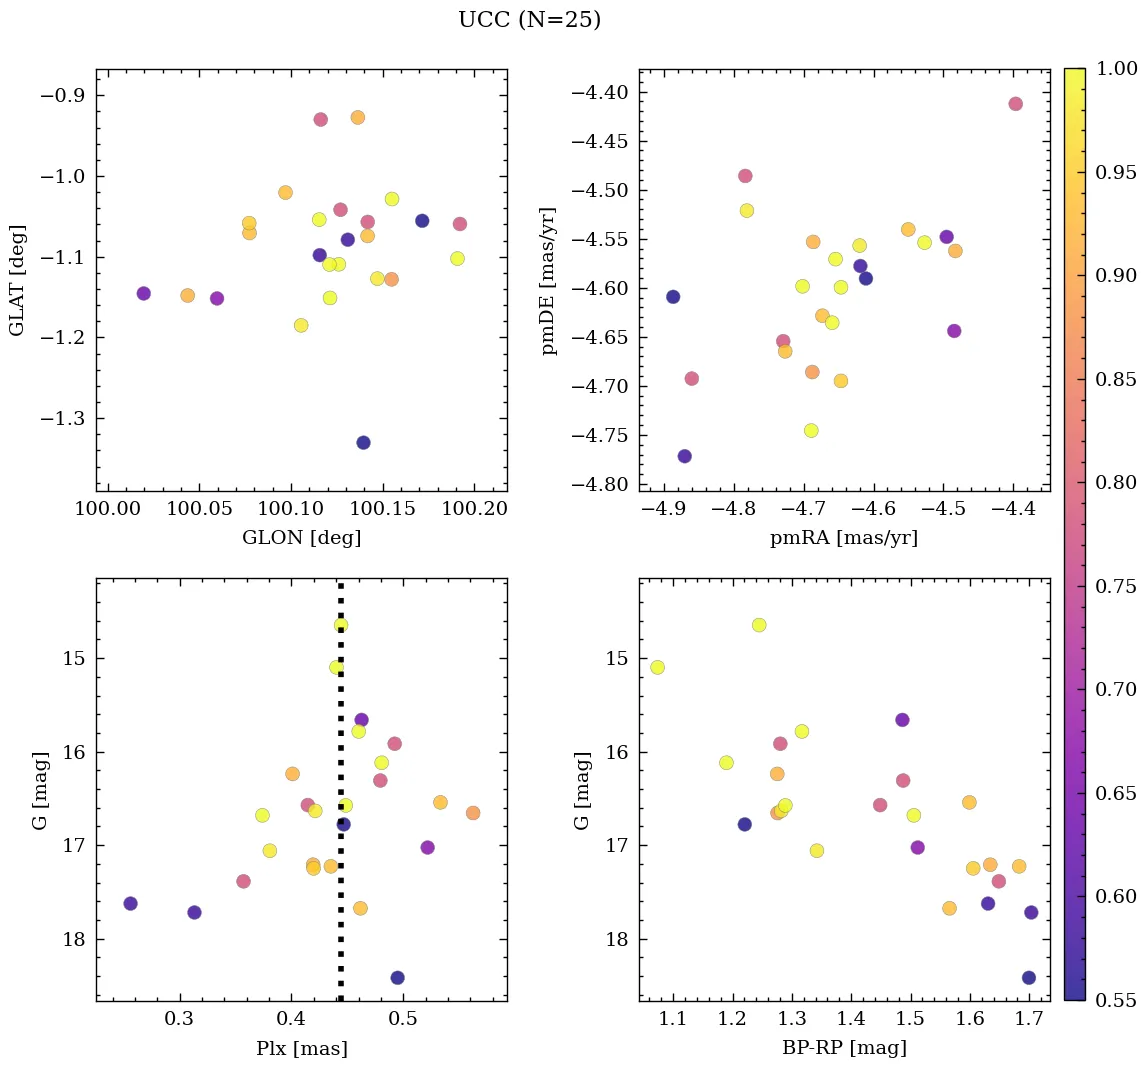 UCC (N=25)
−0.9
−1.0
−1.1
−1.2
−1.3
GLAT [deg]
100.00 100.05 100.10 100.15 100.20
GLON [deg]
−4.40
−4.45
−4.50
−4.55
−4.60
−4.65
−4.70
−4.75
−4.80
pmDE [mas/yr]
−4.9 −4.8 −4.7 −4.6 −4.5 −4.4
pmRA [mas/yr]
15
16
17
18
G [mag]
0.3 0.4 0.5
Plx [mas]
15
16
17
18
G [mag]
1.1 1.2 1.3 1.4 1.5 1.6 1.7
BP-RP [mag]
1.00
0.95
0.90
0.85
0.80
0.75
0.70
0.65
0.60
0.55